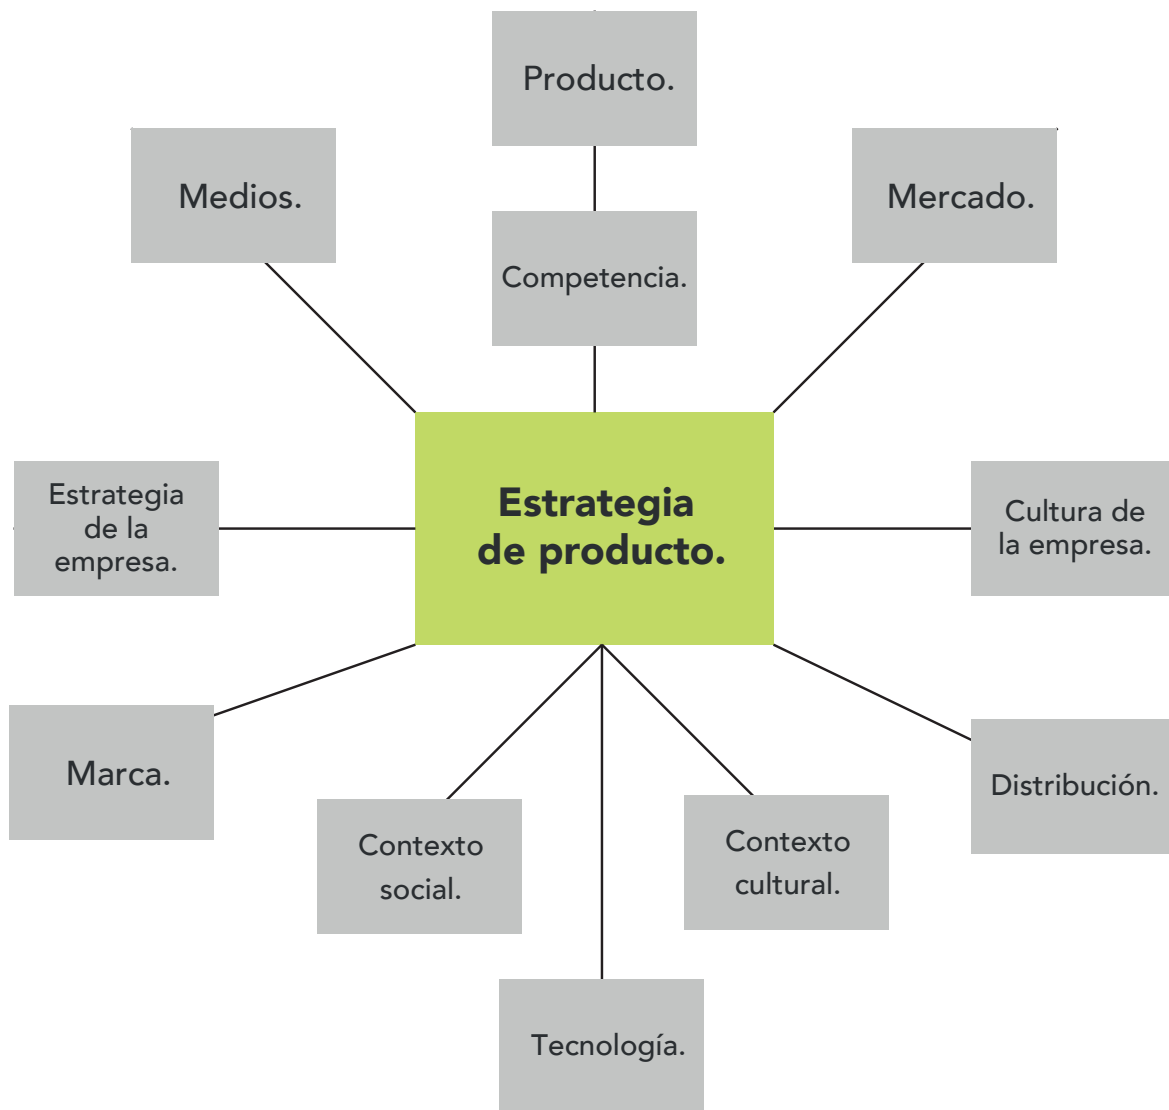 Producto.
Medios.
Mercado.
Competencia.
Estrategia
de la
empresa.
Estrategia
de producto.
Cultura de
la empresa.
Marca.
Distribución.
Contexto
social.
Contexto
cultural.
Tecnología.